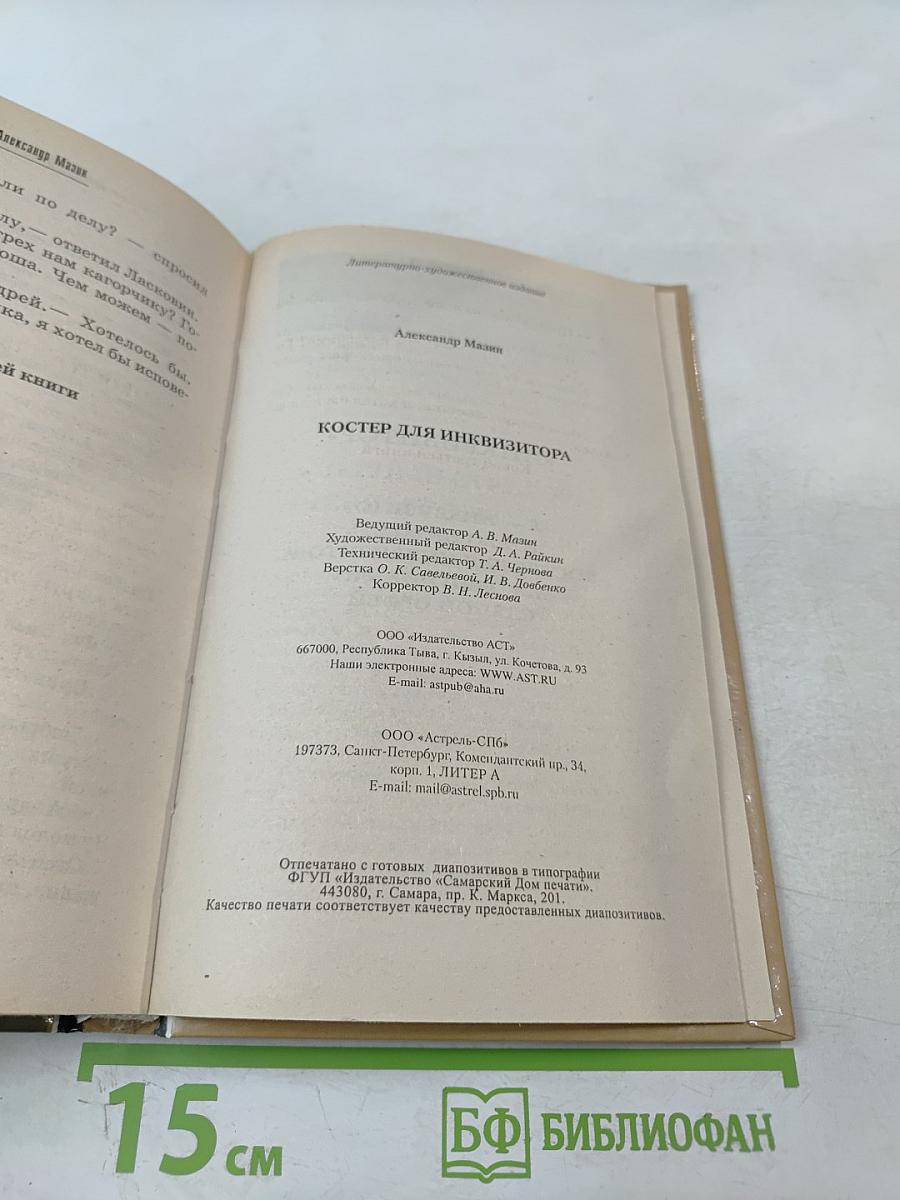 Александр Мазин
ли по делу? — спросил
лу,— ответил Ласковин.
грех нам кагорчику? Го-
оша. Чем можем — по-
дрей.— Хотелось бы.
ка, я хотел бы испове-
ей книги
Литературно-художественное издание
Александр Мазин
КОСТЕР ДЛЯ ИНКВИЗИТОРА
Ведущий редактор А. В. Мазин
Художественный редактор Д. А. Райкин
Технический редактор Т. А. Чернова
Верстка О. К. Савельевой, И. В. Довбенко
Корректор В. Н. Леснова
ООО «Издательство АСТ»
667000, Республика Тыва, г. Кызыл, ул. Кочетова, д. 93
Наши электронные адреса: WWW.AST.RU
E-mail: astpub@aha.ru
ООО «Астрель-СПб»
197373, Санкт-Петербург, Комендантский пр., 34,
корп. 1, ЛИТЕР А
E-mail: mail@astrel.spb.ru
Отпечатано с готовых диапозитивов в типографии
ФГУП «Издательство «Самарский Дом печати».
443080, г. Самара, пр. К. Маркса, 201.
Качество печати соответствует качеству предоставленных диапозитивов.
15 см
БФ БИБЛИОФАН